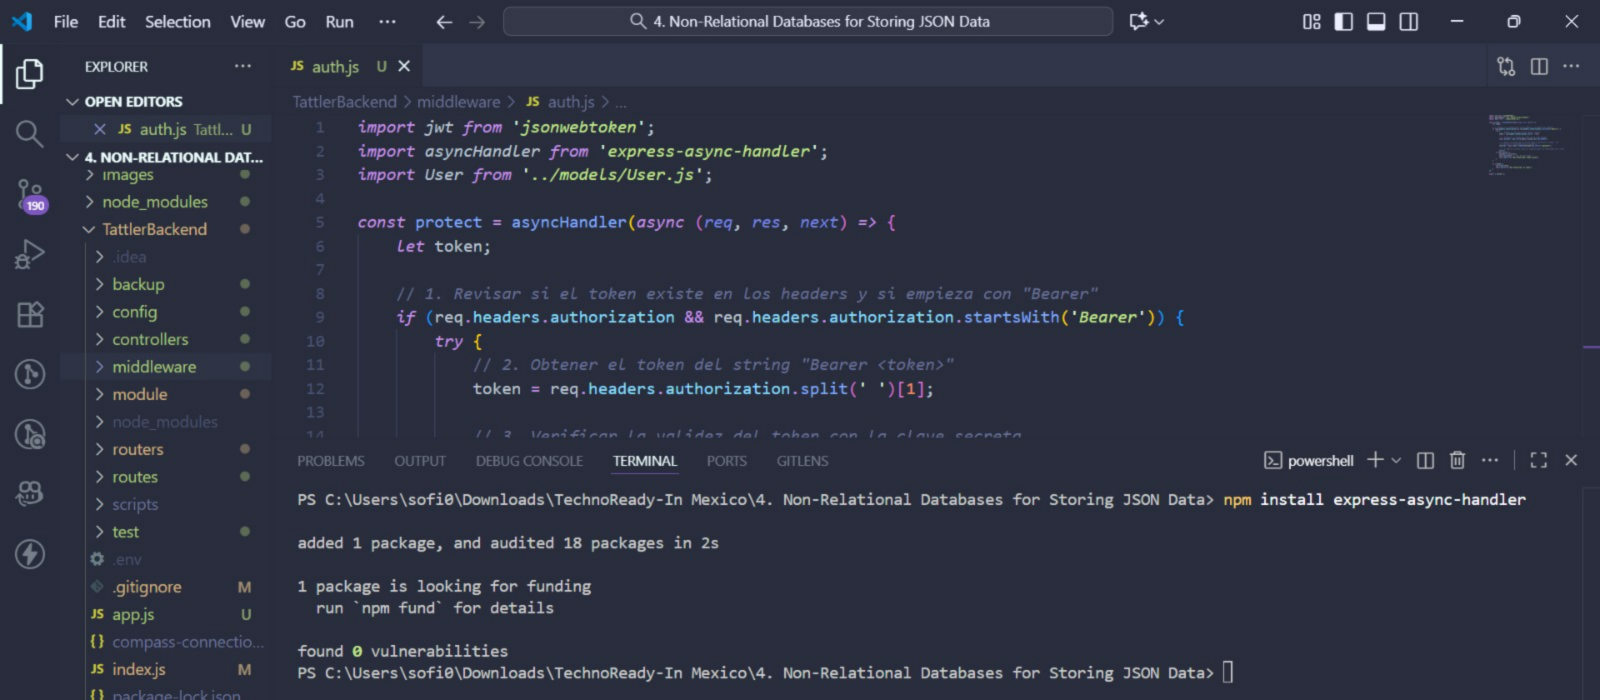 File Edit Selection View Go Run ··· 4. Non-Relational Databases for Storing JSON Data
EXPLORER ···
OPEN EDITORS
JS auth.js Tattl... U
4. NON-RELATIONAL DAT...
images
node_modules
TattlerBackend
.idea
backup
config
controllers
middleware
module
node_modules
routers
routes
scripts
test
.env
.gitignore M
JS app.js U
{} compass-connectio...
JS index.js M
{} package-lock.json
190
JS auth.js U
TattlerBackend > middleware > JS auth.js > ...
1 import jwt from 'jsonwebtoken';
2 import asyncHandler from 'express-async-handler';
3 import User from '../models/User.js';
4
5 const protect = asyncHandler(async (req, res, next) => {
6 let token;
7
8 // 1. Revisar si el token existe en los headers y si empieza con "Bearer"
9 if (req.headers.authorization && req.headers.authorization.startsWith('Bearer')) {
10 try {
11 // 2. Obtener el token del string "Bearer <token>"
12 token = req.headers.authorization.split(' ')[1];
13
14 // 3. Verificar la validez del token con la clave secreta
PROBLEMS OUTPUT DEBUG CONSOLE TERMINAL PORTS GITLENS powershell
PS C:\Users\sofi0\Downloads\TechnoReady-In Mexico\4. Non-Relational Databases for Storing JSON Data> npm install express-async-handler
added 1 package, and audited 18 packages in 2s
1 package is looking for funding
run `npm fund` for details
found 0 vulnerabilities
PS C:\Users\sofi0\Downloads\TechnoReady-In Mexico\4. Non-Relational Databases for Storing JSON Data>